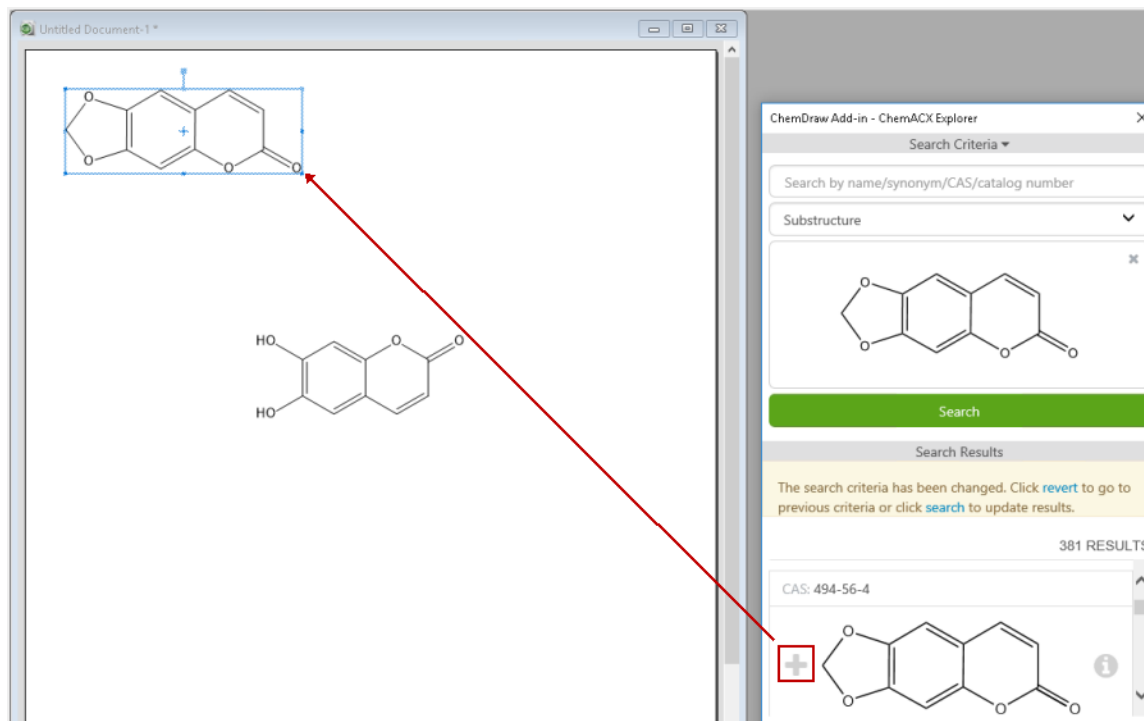 Untitled Document-1 *
O
O
O
O
HO
O
O
HO
ChemDraw Add-in - ChemACX Explorer
Search Criteria
Search by name/synonym/CAS/catalog number
Substructure
O
O
O
O
Search
Search Results
The search criteria has been changed. Click revert to go to
previous criteria or click search to update results.
381 RESULTS
CAS: 494-56-4
O
O
O
O